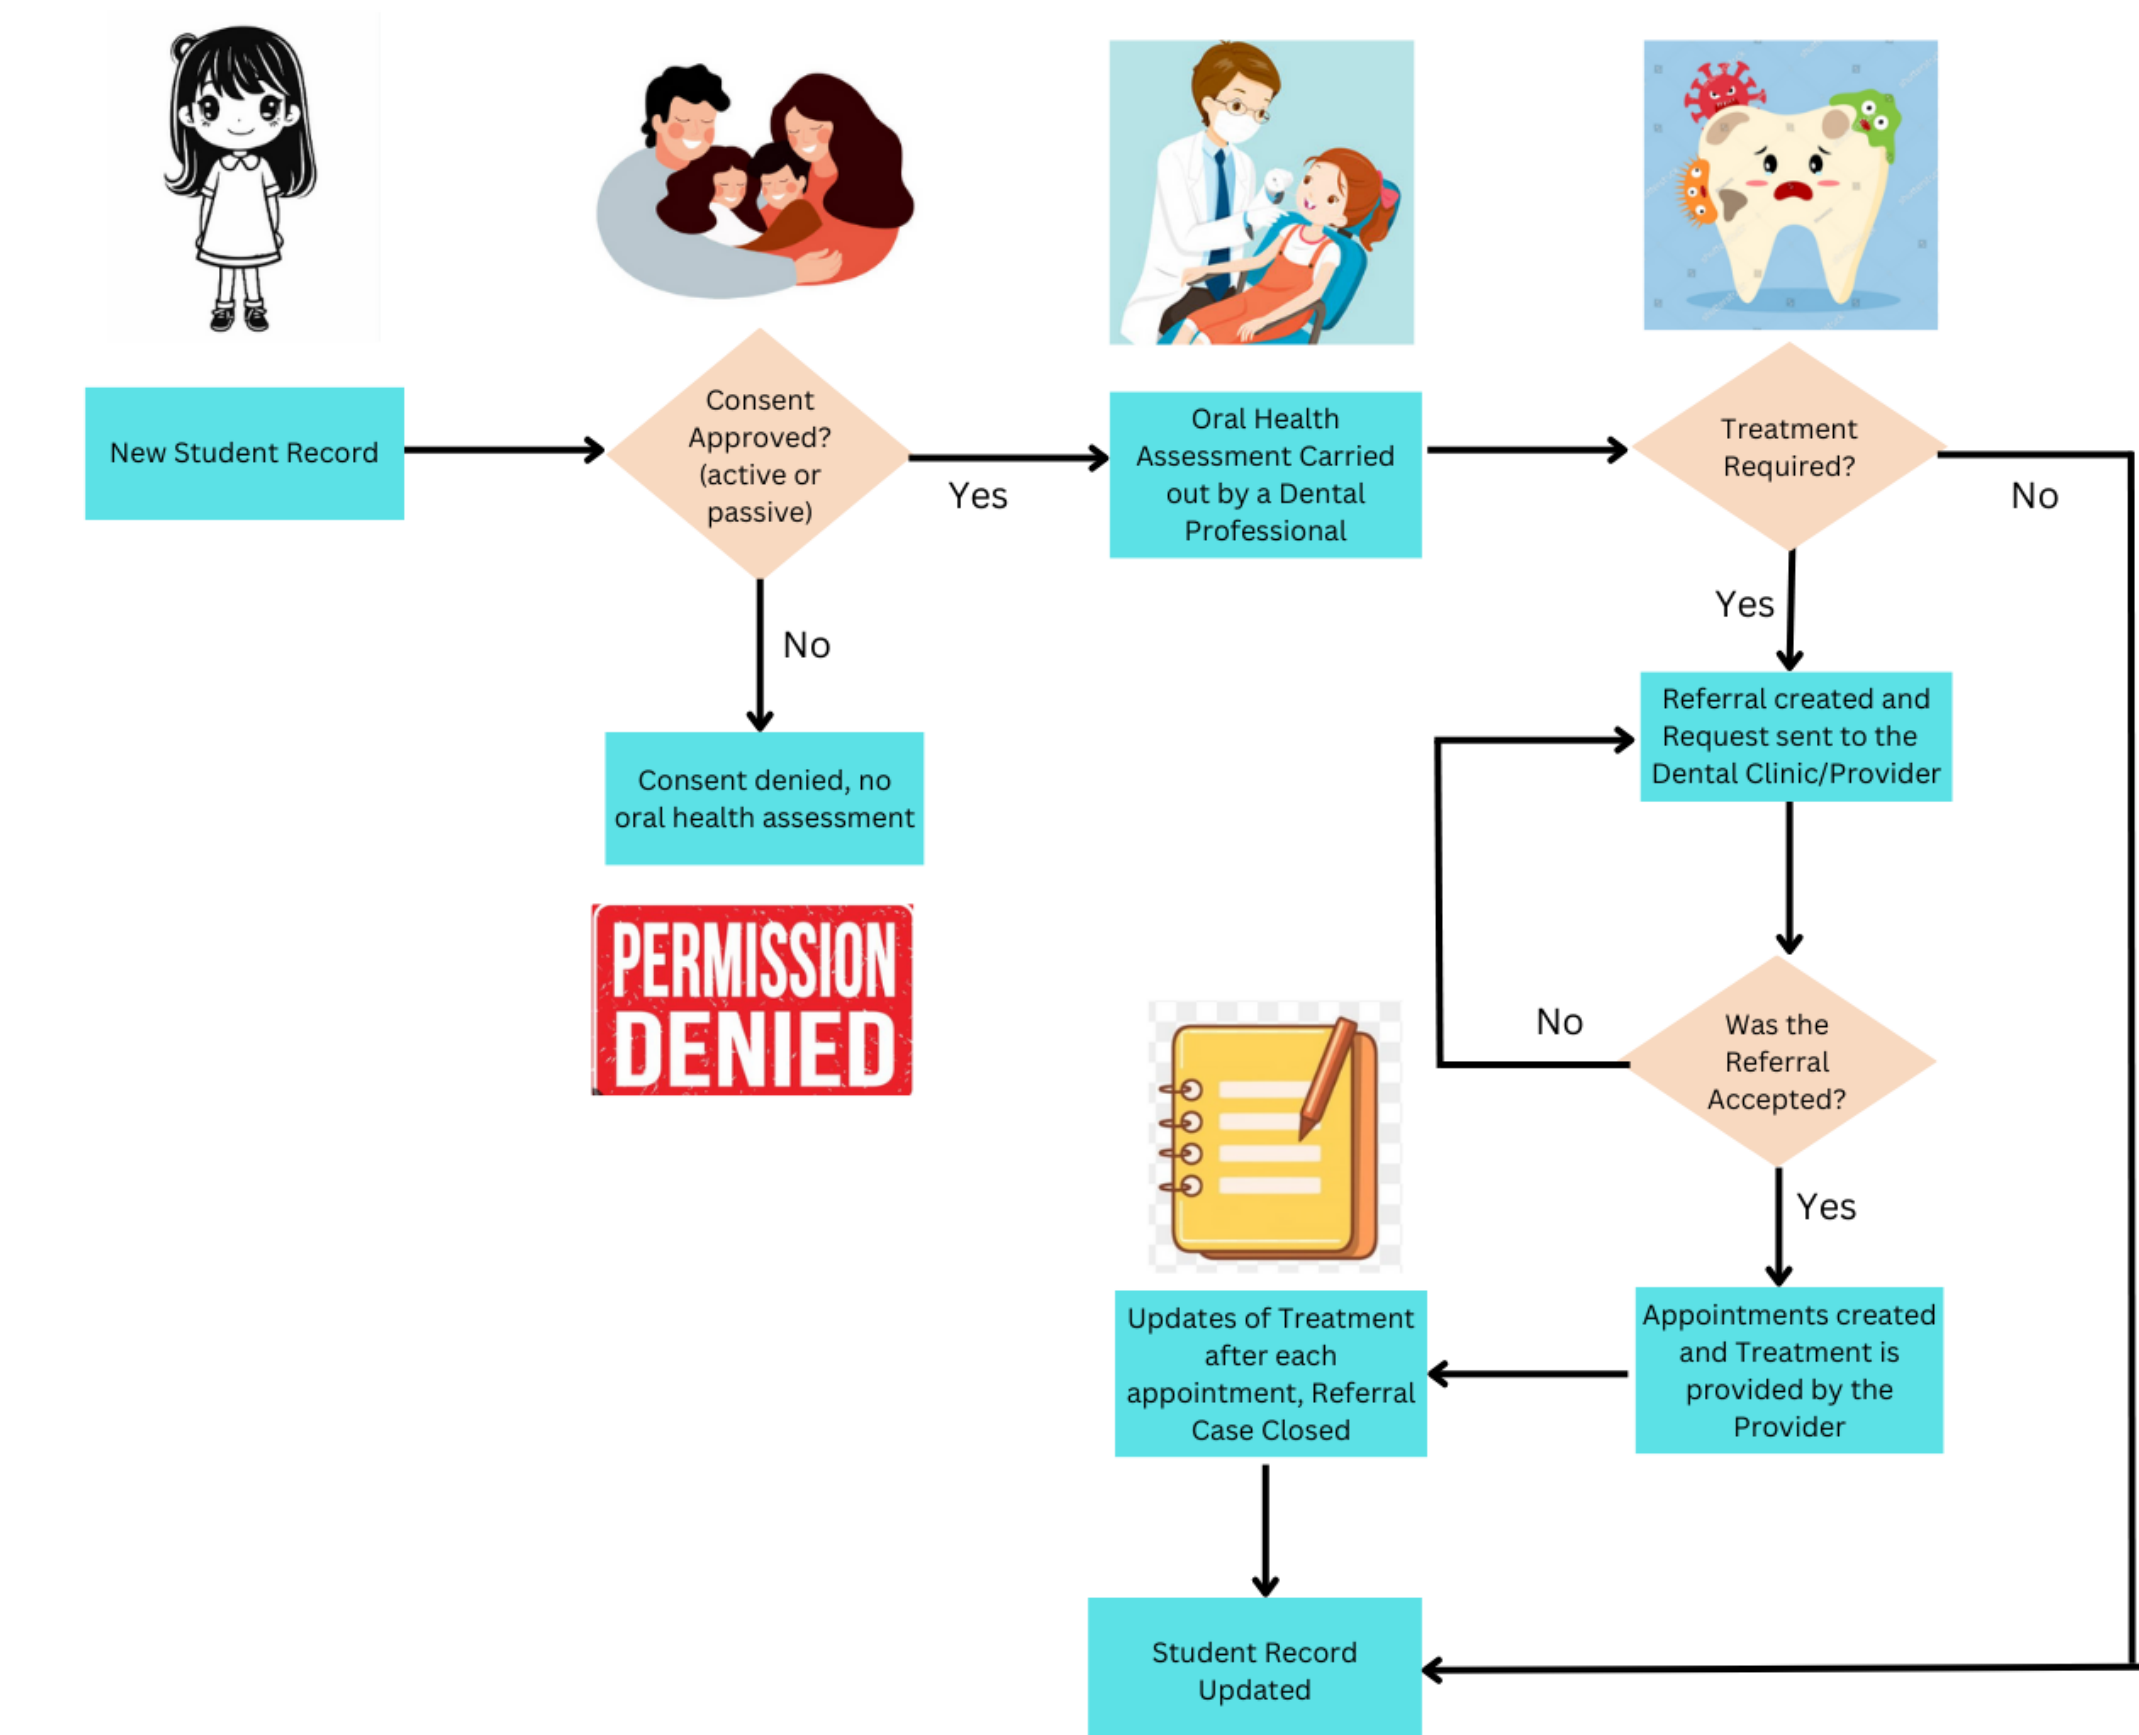 New Student Record
Consent
Approved?
(active or
passive)
Yes
No
Consent denied, no
oral health assessment
PERMISSION
DENIED
Oral Health
Assessment Carried
out by a Dental
Professional
Treatment
Required?
No
Yes
Referral created and
Request sent to the
Dental Clinic/Provider
Was the
Referral
Accepted?
No
Yes
Appointments created
and Treatment is
provided by the
Provider
Updates of Treatment
after each
appointment, Referral
Case Closed
Student Record
Updated